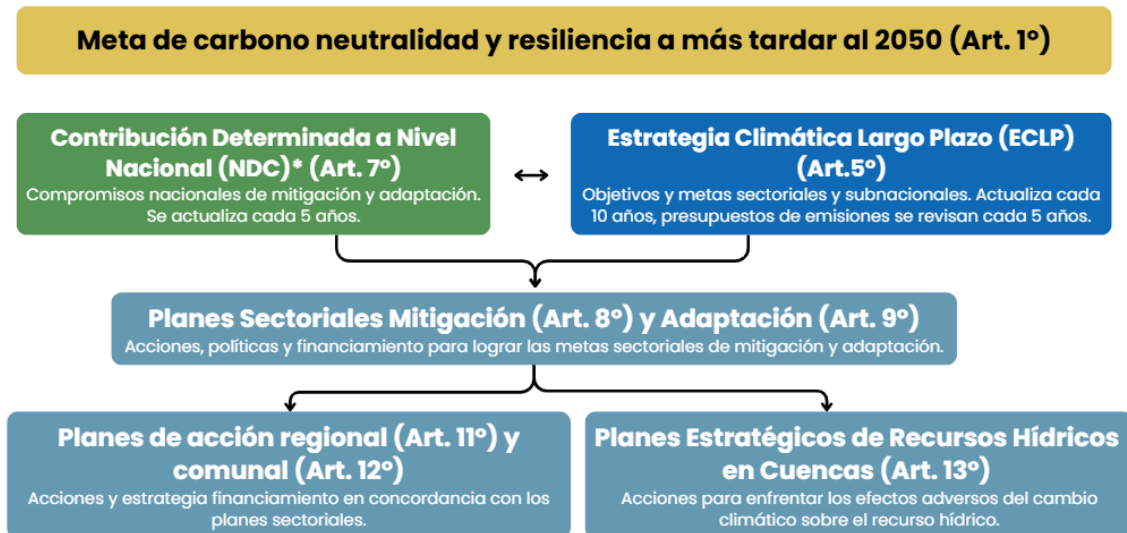 Meta de carbono neutralidad y resiliencia a más tardar al 2050 (Art. 1°)
Contribución Determinada a Nivel
Nacional (NDC)* (Art. 7°)
Compromisos nacionales de mitigación y adaptación.
Se actualiza cada 5 años.
Estrategia Climática Largo Plazo (ECLP)
(Art.5°)
Objetivos y metas sectoriales y subnacionales. Actualiza cada
10 años, presupuestos de emisiones se revisan cada 5 años.
Planes Sectoriales Mitigación (Art. 8°) y Adaptación (Art. 9°)
Acciones, políticas y financiamiento para lograr las metas sectoriales de mitigación y adaptación.
Planes de acción regional (Art. 11°) y
comunal (Art. 12°)
Acciones y estrategia financiamiento en concordancia con los
planes sectoriales.
Planes Estratégicos de Recursos Hídricos
en Cuencas (Art. 13°)
Acciones para enfrentar los efectos adversos del cambio
climático sobre el recurso hídrico.